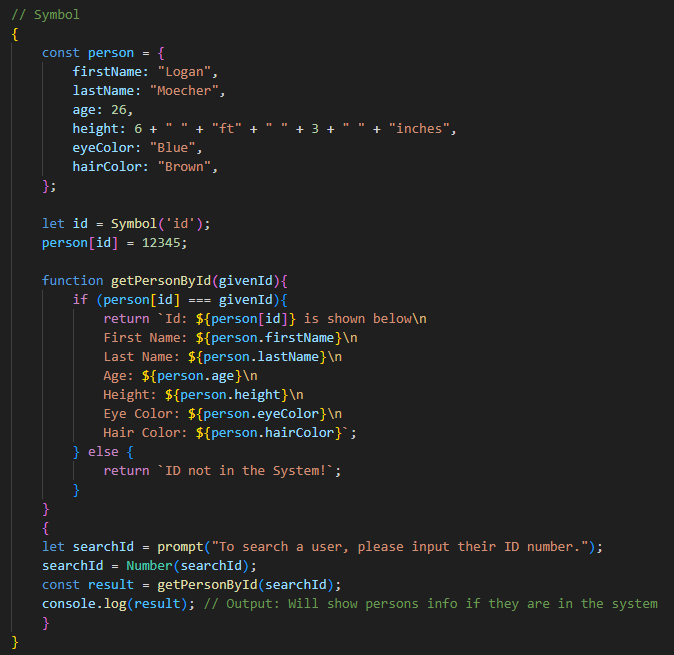 // Symbol
{
    const person = {
        firstName: "Logan",
        lastName: "Moecher",
        age: 26,
        height: 6 + " " + "ft" + " " + 3 + " " + "inches",
        eyeColor: "Blue",
        hairColor: "Brown",
    };

    let id = Symbol('id');
    person[id] = 12345;

    function getPersonById(givenId){
        if (person[id] === givenId){
            return `Id: ${person[id]} is shown below\n
            First Name: ${person.firstName}\n
            Last Name: ${person.lastName}\n
            Age: ${person.age}\n
            Height: ${person.height}\n
            Eye Color: ${person.eyeColor}\n
            Hair Color: ${person.hairColor}`;
        } else {
            return `ID not in the System!`;
        }
    }
    {
    let searchId = prompt("To search a user, please input their ID number.");
    searchId = Number(searchId);
    const result = getPersonById(searchId);
    console.log(result); // Output: Will show persons info if they are in the system
    }
}